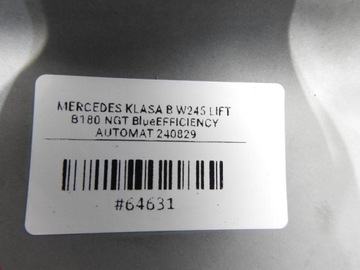 MERCEDES KLASA B W245 LIFT
B180 NGT BlueEFFICIENCY
AUTOMAT 240829
#64631